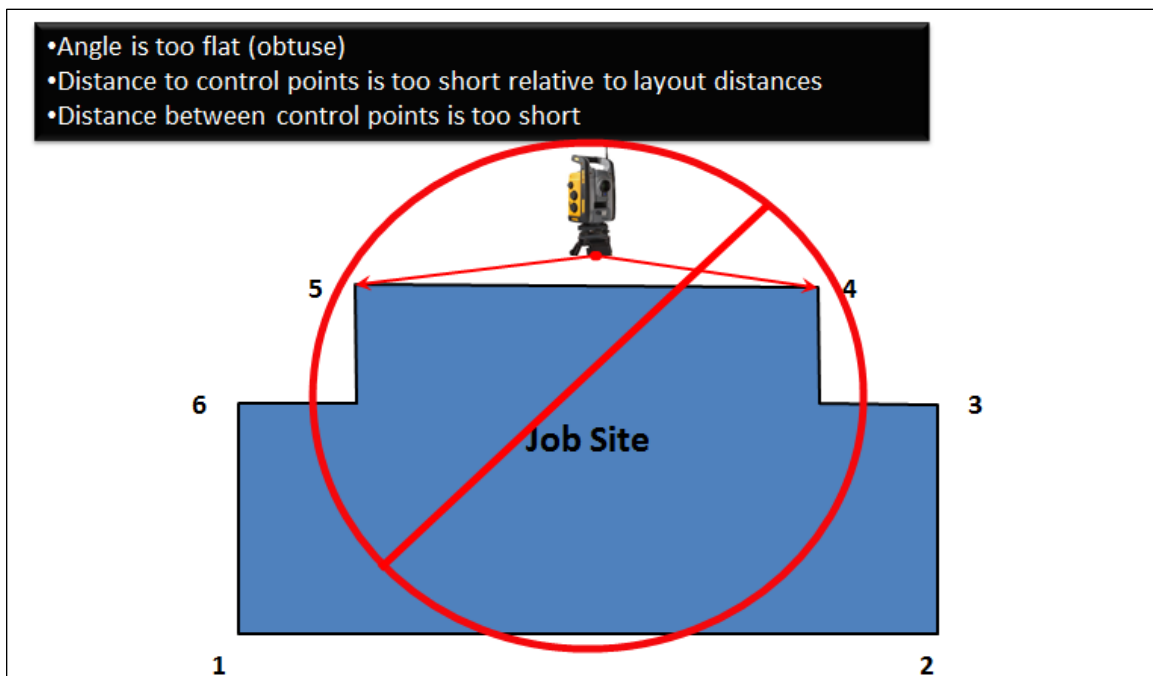 •Angle is too flat (obtuse)
•Distance to control points is too short relative to layout distances
•Distance between control points is too short
5
4
6
3
Job Site
1
2